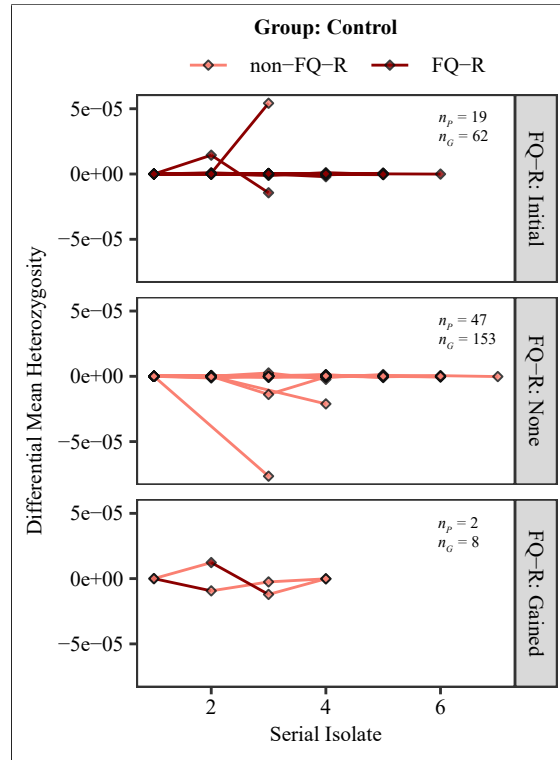 Group: Control
non−FQ−R
FQ−R
5e−05
0e+00
−5e−05
n_P = 19
n_G = 62
FQ−R: Initial
5e−05
0e+00
−5e−05
n_P = 47
n_G = 153
FQ−R: None
5e−05
0e+00
−5e−05
n_P = 2
n_G = 8
FQ−R: Gained
Differential Mean Heterozygosity
2
4
6
Serial Isolate